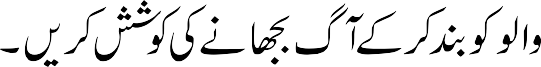 والو کو بند کر کے آگ بجھانے کی کوشش کریں۔